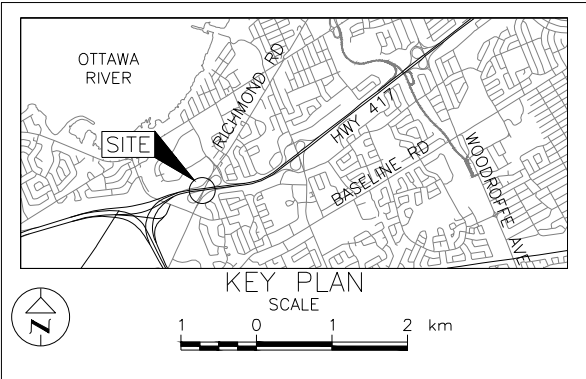 OTTAWA
RIVER
RICHMOND RD
SITE
HWY 417
BASELINE RD
WOODROFFE AVE
KEY PLAN
SCALE
N
1 0 1 2 km